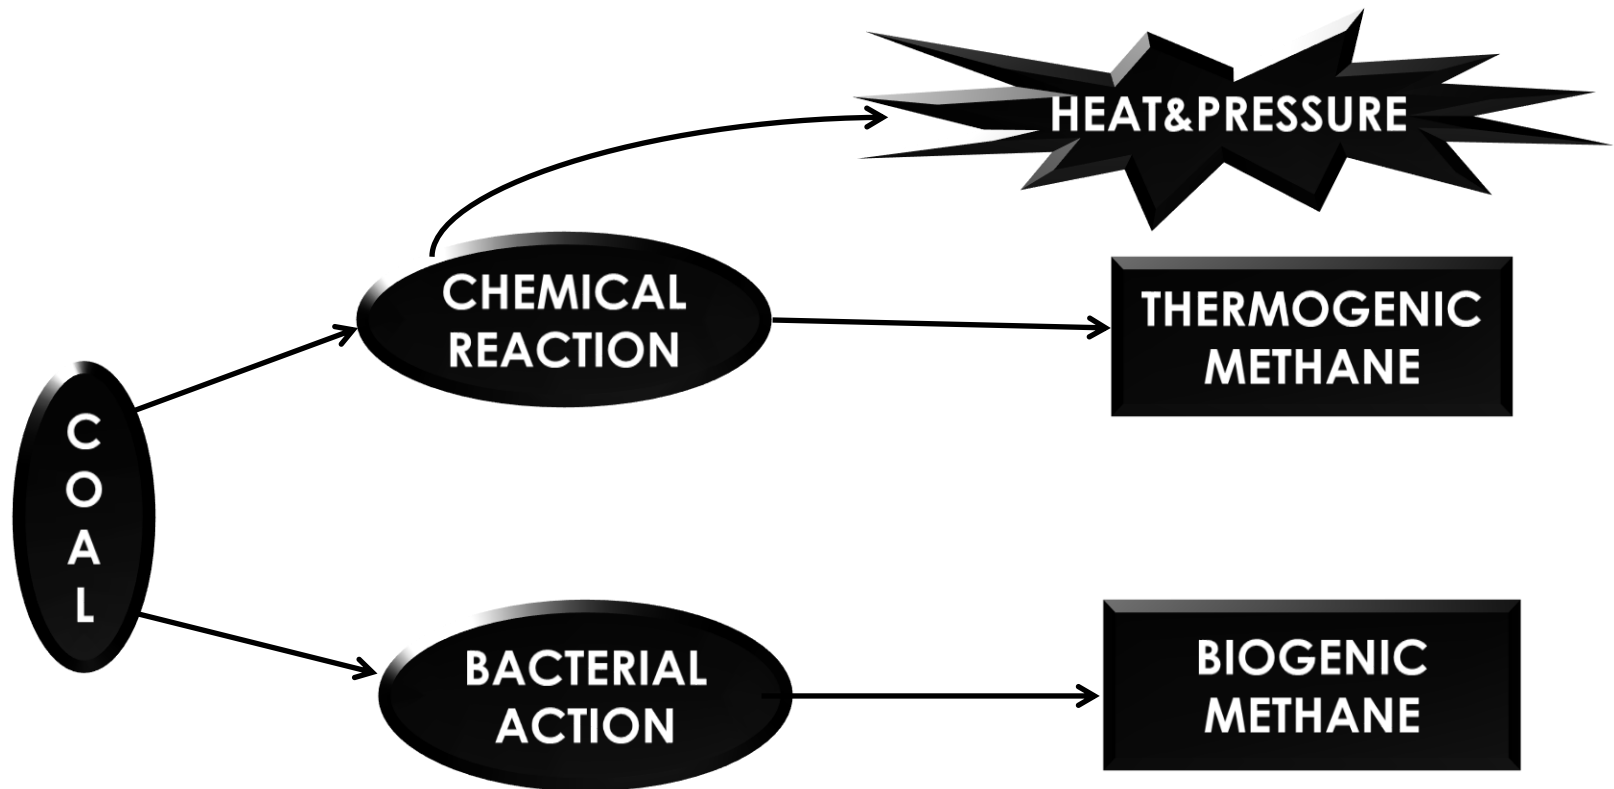 HEAT&PRESSURE
CHEMICAL
REACTION
THERMOGENIC
METHANE
C
O
A
L
BACTERIAL
ACTION
BIOGENIC
METHANE